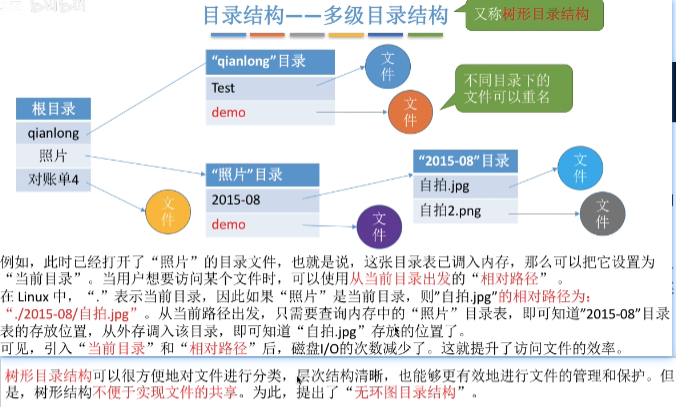 bilibili
目录结构——多级目录结构
又称树形目录结构
“qianlong”目录
Test
demo
文
件
文
件
不同目录下的
文件可以重名
根目录
qianlong
照片
对账单4
文
件
“照片”目录
2015-08
demo
文
件
“2015-08”目录
自拍.jpg
自拍2.png
文
件
文
件
例如，此时已经打开了“照片”的目录文件，也就是说，这张目录表已调入内存，那么可以把它设置为
“当前目录”。当用户想要访问某个文件时，可以使用从当前目录出发的“相对路径”。
在 Linux 中，“.”表示当前目录，因此如果“照片”是当前目录，则”自拍.jpg”的相对路径为：
“./2015-08/自拍.jpg”。从当前路径出发，只需要查询内存中的“照片”目录表，即可知道”2015-08”目录
表的存放位置，从外存调入该目录，即可知道“自拍.jpg”存放的位置了。
可见，引入“当前目录”和“相对路径”后，磁盘I/O的次数减少了。这就提升了访问文件的效率。
树形目录结构可以很方便地对文件进行分类，层次结构清晰，也能够更有效地进行文件的管理和保护。但
是，树形结构不便于实现文件的共享。为此，提出了“无环图目录结构”。